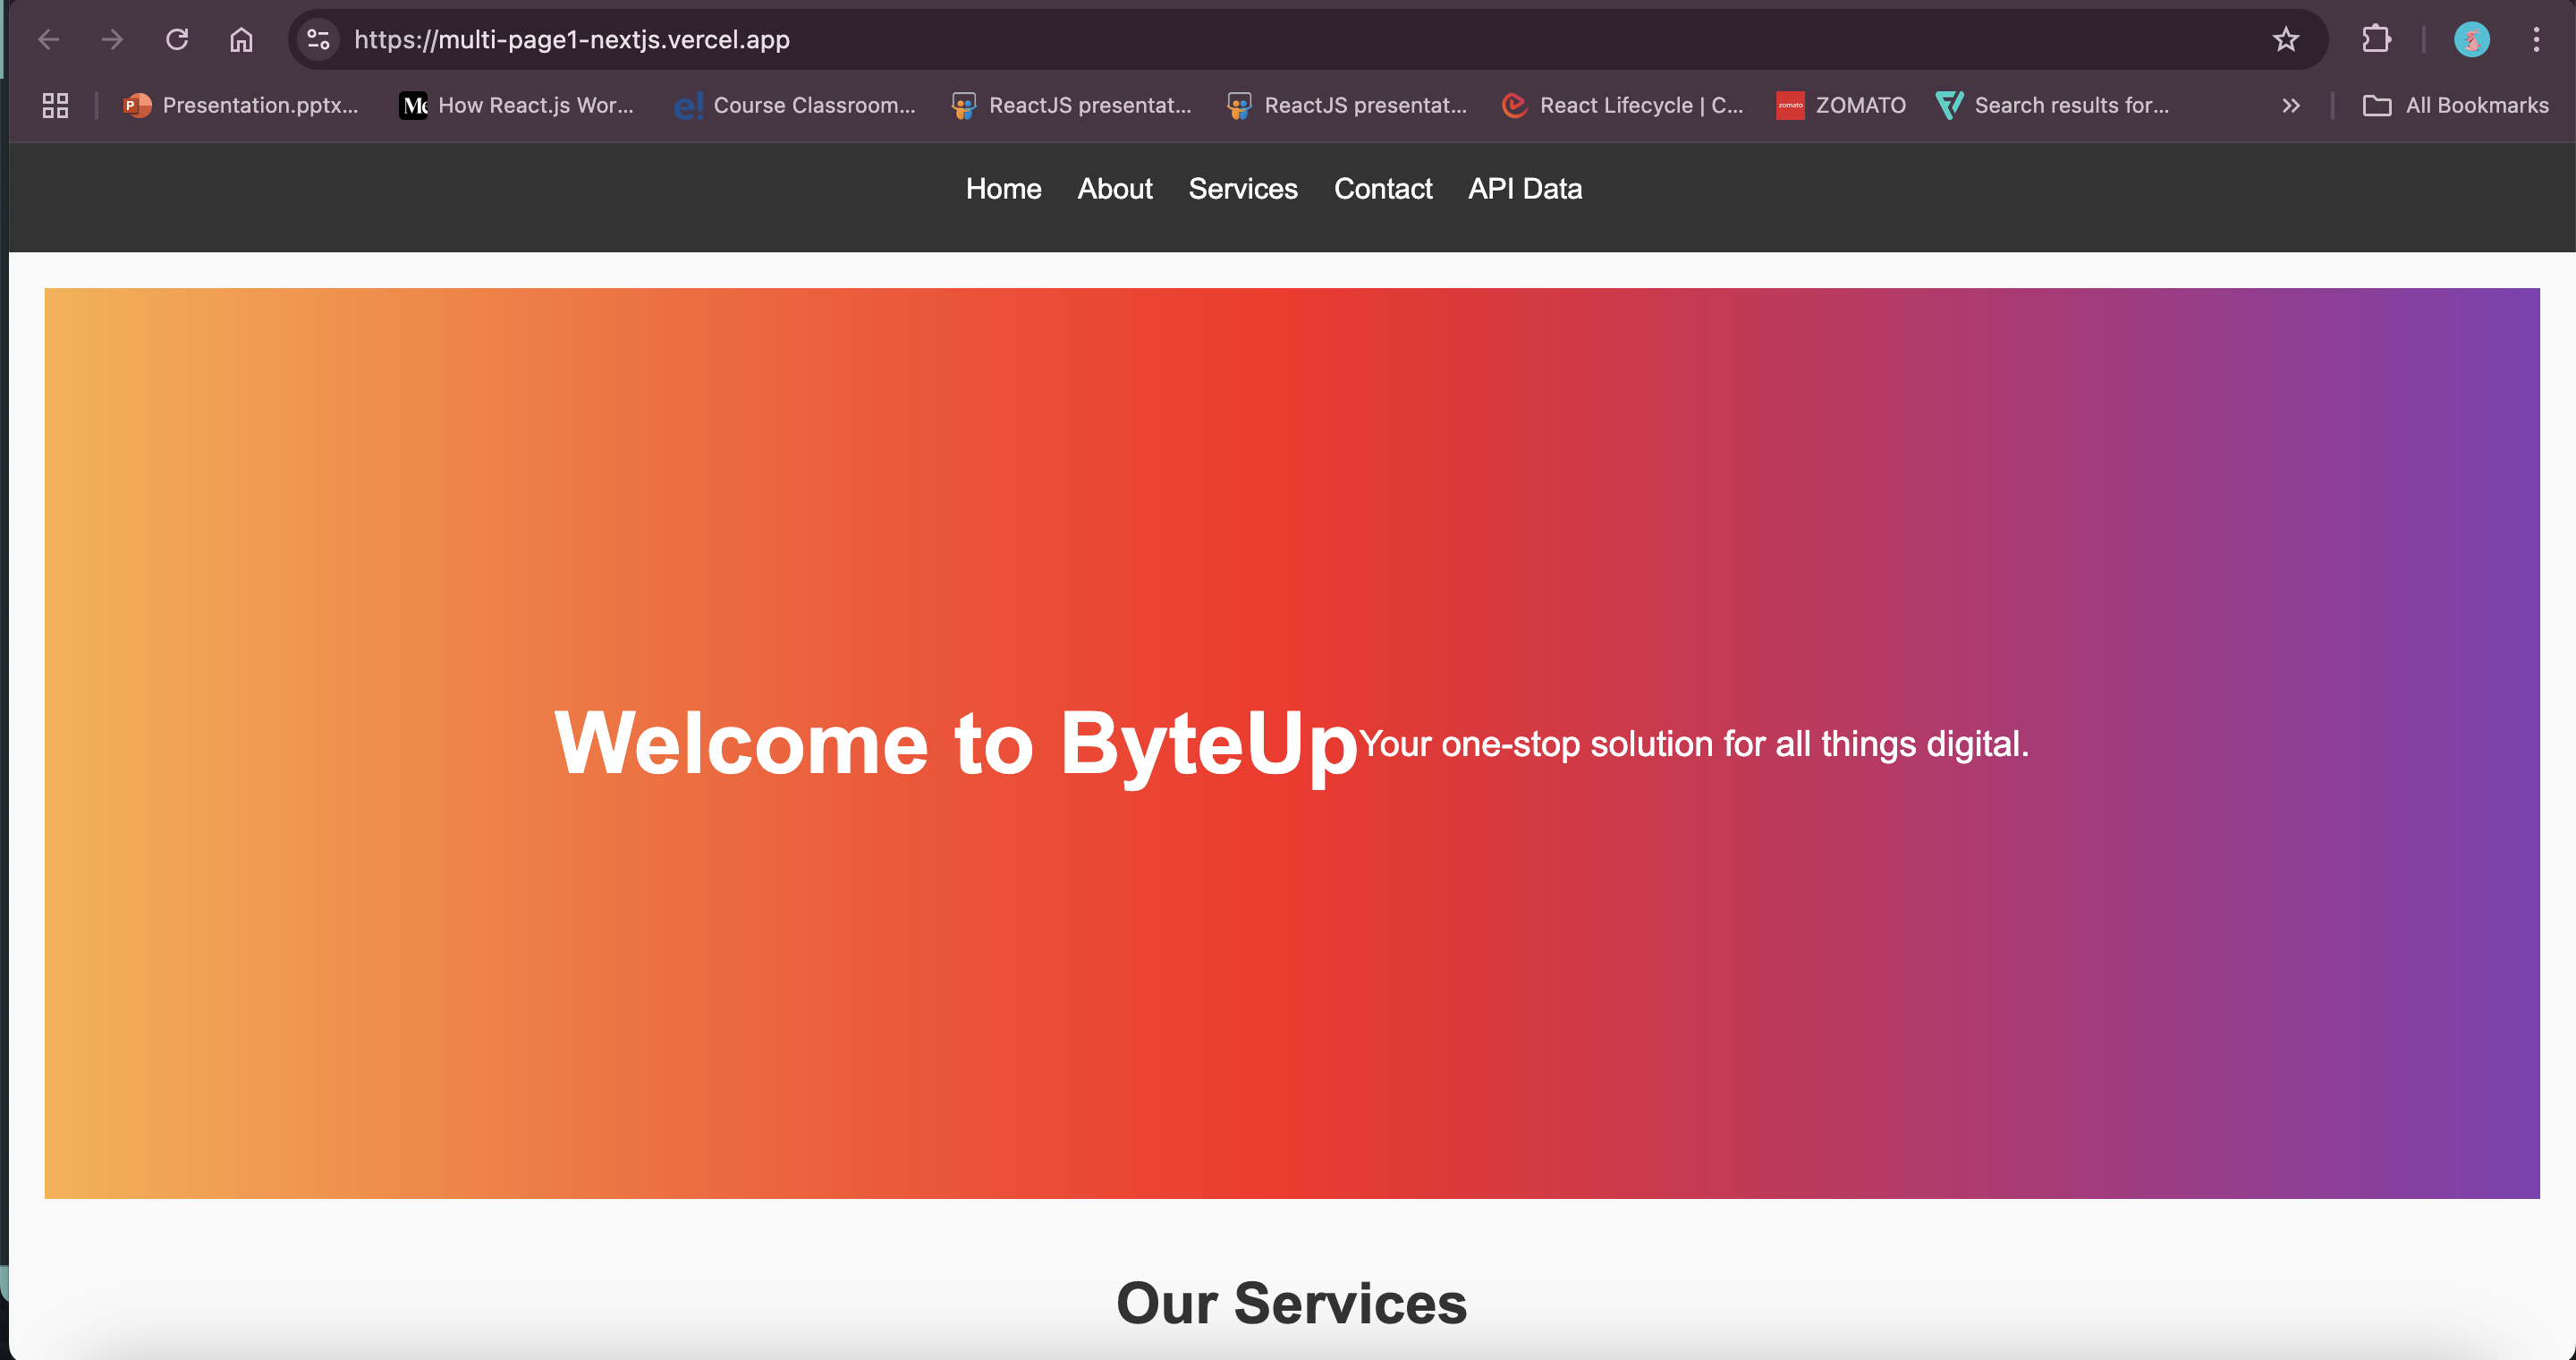 https://multi-page1-nextjs.vercel.app
P Presentation.pptx... How React.js Wor... e! Course Classroom... ReactJS presentat... ReactJS presentat... React Lifecycle | C... zomato ZOMATO Search results for... All Bookmarks
Home About Services Contact API Data
Welcome to ByteUp Your one-stop solution for all things digital.
Our Services